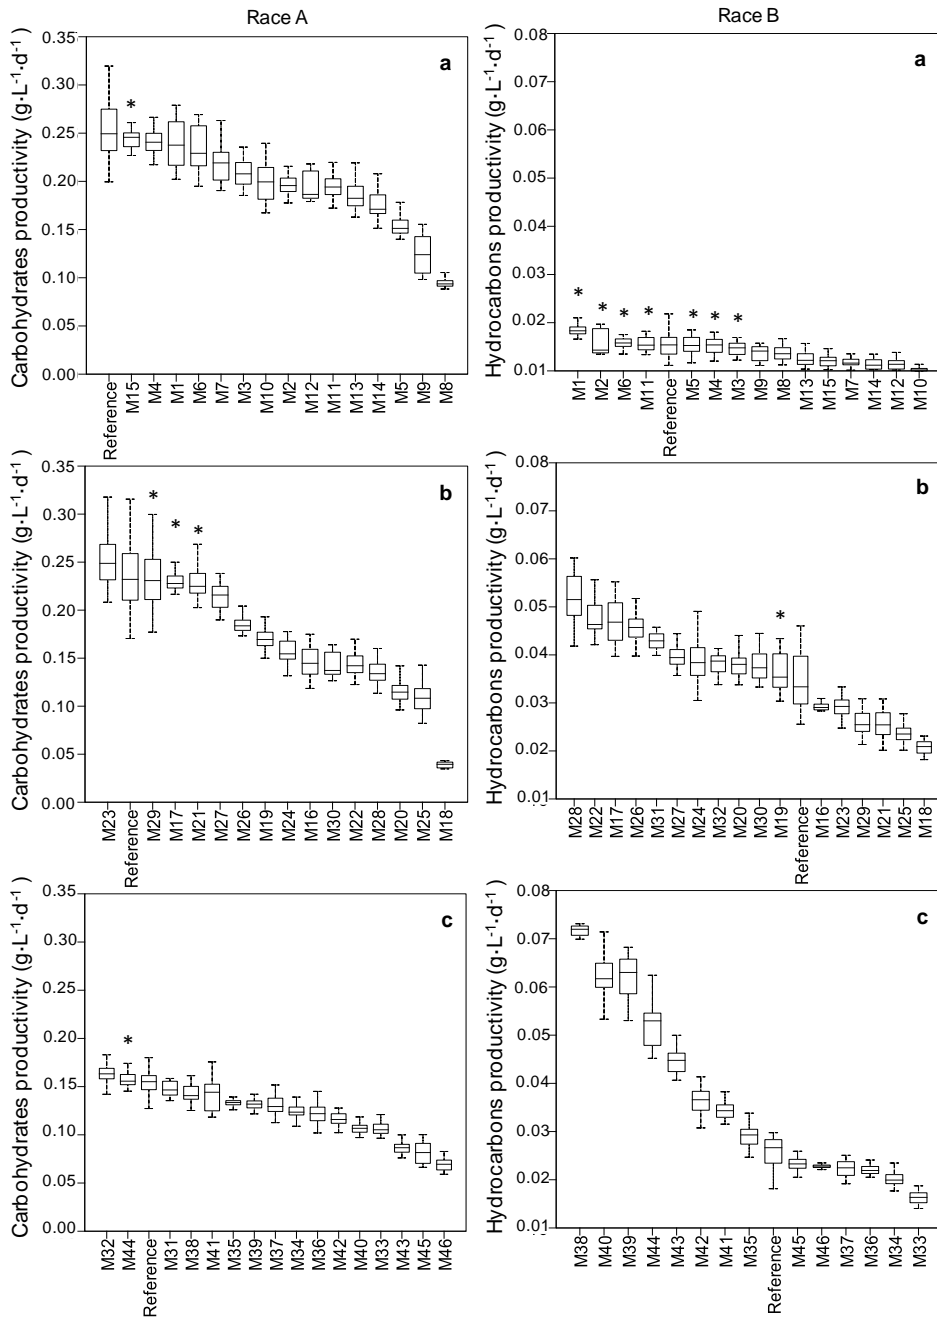 Race A
Race B
Carbohydrates productivity (g·L⁻¹·d⁻¹)
0.35
0.30
0.25
0.20
0.15
0.10
0.05
0.00
a
*
Reference M15 M4 M1 M6 M7 M3 M10 M2 M12 M11 M13 M14 M5 M9 M8
Hydrocarbons productivity (g·L⁻¹·d⁻¹)
0.08
0.07
0.06
0.05
0.04
0.03
0.02
0.01
a
* * * * * * *
M1 M2 M6 M11 Reference M5 M4 M3 M9 M8 M13 M15 M7 M14 M12 M10
Carbohydrates productivity (g·L⁻¹·d⁻¹)
0.35
0.30
0.25
0.20
0.15
0.10
0.05
0.00
b
* * *
M23 Reference M29 M17 M21 M27 M26 M19 M24 M16 M30 M22 M28 M20 M25 M18
Hydrocarbons productivity (g·L⁻¹·d⁻¹)
0.08
0.07
0.06
0.05
0.04
0.03
0.02
0.01
b
*
M28 M22 M17 M26 M31 M27 M24 M32 M20 M30 M19 Reference M16 M23 M29 M21 M25 M18
Carbohydrates productivity (g·L⁻¹·d⁻¹)
0.35
0.30
0.25
0.20
0.15
0.10
0.05
0.00
c
*
M32 M44 Reference M31 M38 M41 M35 M39 M37 M34 M36 M42 M40 M33 M43 M45 M46
Hydrocarbons productivity (g·L⁻¹·d⁻¹)
0.08
0.07
0.06
0.05
0.04
0.03
0.02
0.01
c
M38 M40 M39 M44 M43 M42 M41 M35 Reference M45 M46 M37 M36 M34 M33